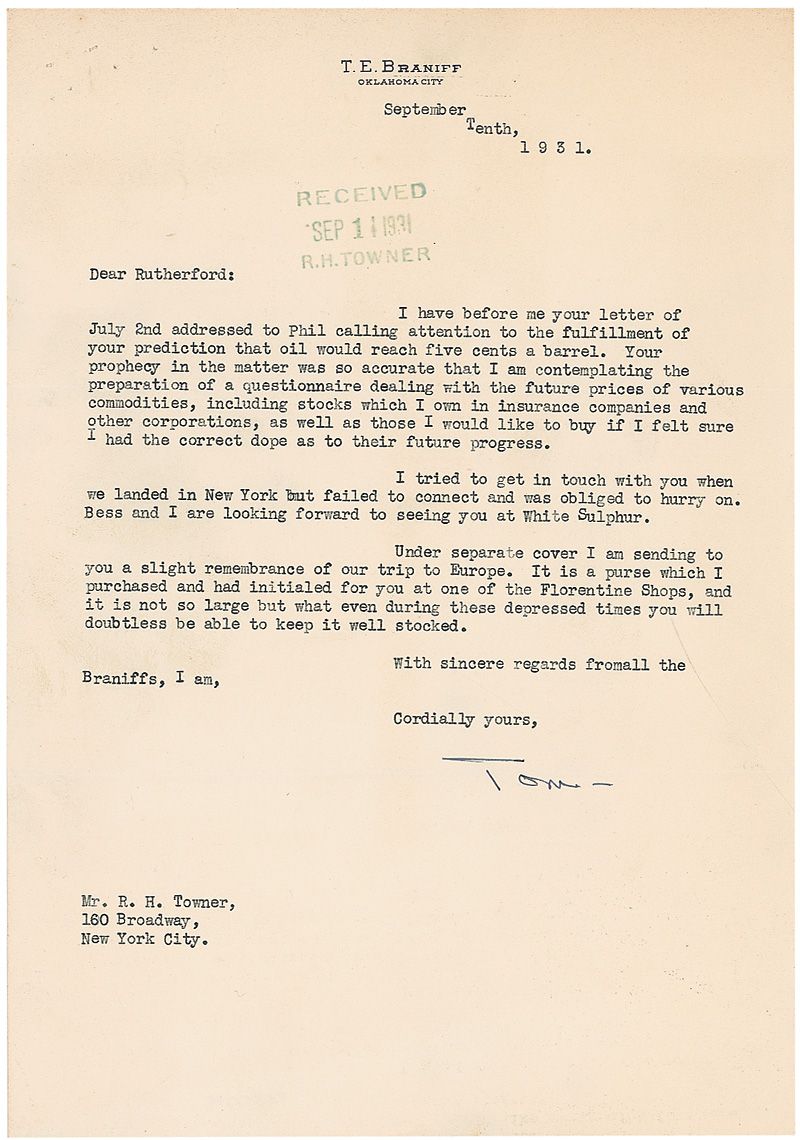 T. E. BRANIFF
OKLAHOMA CITY
September
Tenth,
1 9 3 1.
RECEIVED
SEP 11 1931
R.H.TOWNER
Dear Rutherford:
I have before me your letter of
July 2nd addressed to Phil calling attention to the fulfillment of
your prediction that oil would reach five cents a barrel. Your
prophecy in the matter was so accurate that I am contemplating the
preparation of a questionnaire dealing with the future prices of various
commodities, including stocks which I own in insurance companies and
other corporations, as well as those I would like to buy if I felt sure
I had the correct dope as to their future progress.
I tried to get in touch with you when
we landed in New York but failed to connect and was obliged to hurry on.
Bess and I are looking forward to seeing you at White Sulphur.
Under separate cover I am sending to
you a slight remembrance of our trip to Europe. It is a purse which I
purchased and had initialed for you at one of the Florentine Shops, and
it is not so large but what even during these depressed times you will
doubtless be able to keep it well stocked.
With sincere regards fromall the
Braniffs, I am,
Cordially yours,
Tom
Mr. R. H. Towner,
160 Broadway,
New York City.